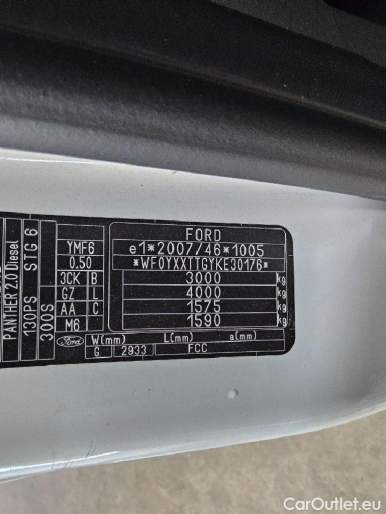 PANTHER 2.0 Diesel
130PS STG 6
300S
YMF6
0.50
3CK B
GZ L
AA C
M6 I
Ford
FORD
e1*2007/46*1005
*WF0YXXTTGYKE30176*
3000 kg
4000 kg
1575 kg
1590 kg
W(mm) L(mm) a(mm)
G 2933 FCC
CarOutlet.eu